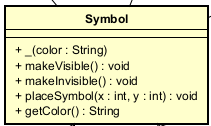 Symbol
+ _(color : String)
+ makeVisible() : void
+ makeInvisible() : void
+ placeSymbol(x : int, y : int) : void
+ getColor() : String